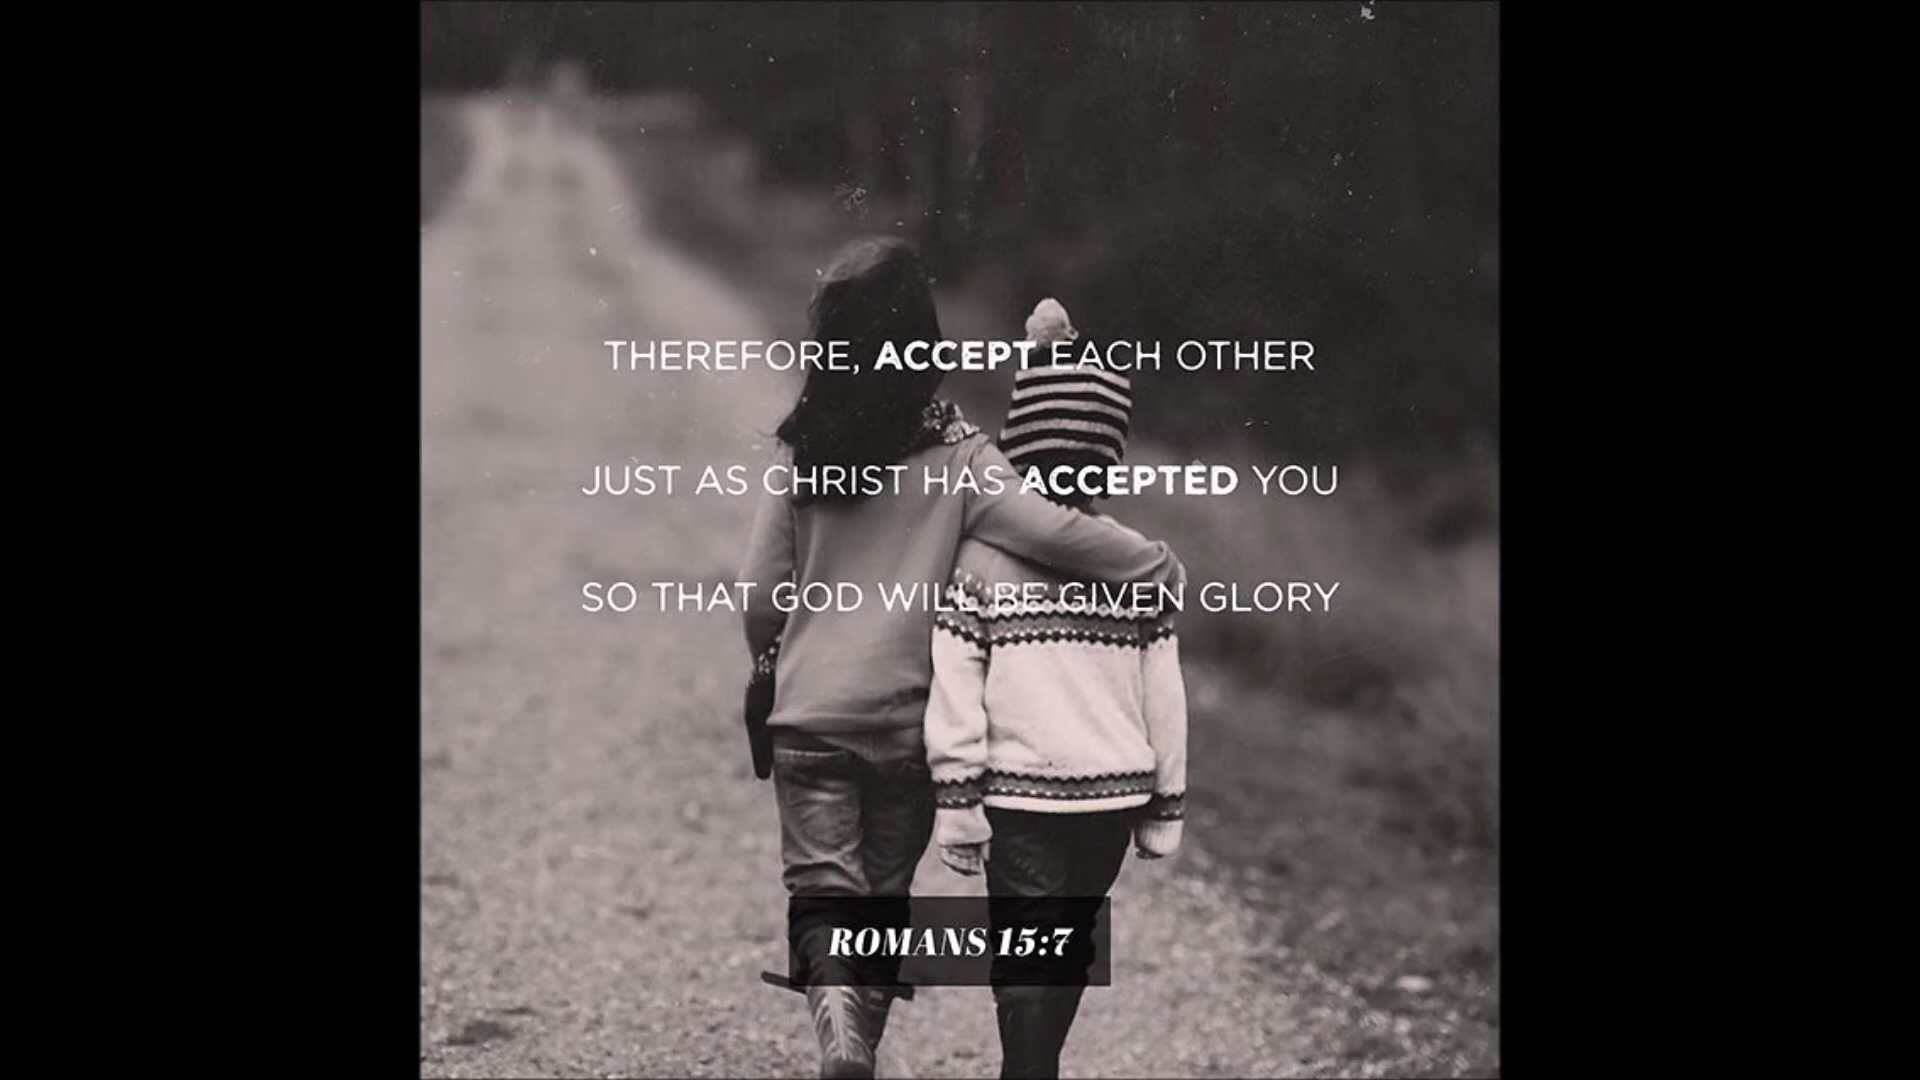 THEREFORE, ACCEPT EACH OTHER
JUST AS CHRIST HAS ACCEPTED YOU
SO THAT GOD WILL BE GIVEN GLORY
ROMANS 15:7